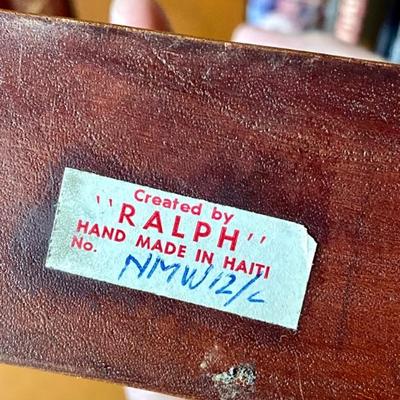 Created by
"RALPH"
HAND MADE IN HAITI
No. NMW12/L